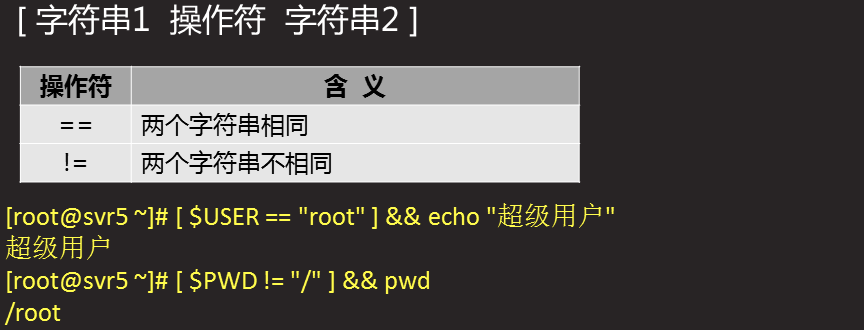 [ 字符串1 操作符 字符串2 ]
操作符 含 义
== 两个字符串相同
!= 两个字符串不相同
[root@svr5 ~]# [ $USER == "root" ] && echo "超级用户"
超级用户
[root@svr5 ~]# [ $PWD != "/" ] && pwd
/root